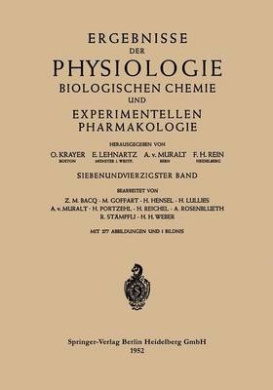 ERGEBNISSE
DER
PHYSIOLOGIE
BIOLOGISCHEN CHEMIE
UND
EXPERIMENTELLEN
PHARMAKOLOGIE
HERAUSGEGEBEN VON
O. KRAYER E. LEHNARTZ A. v. MURALT F. H. REIN
BOSTON MÜNSTER I. WESTF. BERN HEIDELBERG
SIEBENUNDVIERZIGSTER BAND
BEARBEITET VON
Z. M. BACQ · M. GOFFART · H. HENSEL · H. LULLIES
A. v. MURALT · H. PORTZEHL · H. REICHEL · A. ROSENBLUETH
R. STÄMPFLI · H. H. WEBER
MIT 277 ABBILDUNGEN UND 1 BILDNIS
Springer-Verlag Berlin Heidelberg GmbH
1952